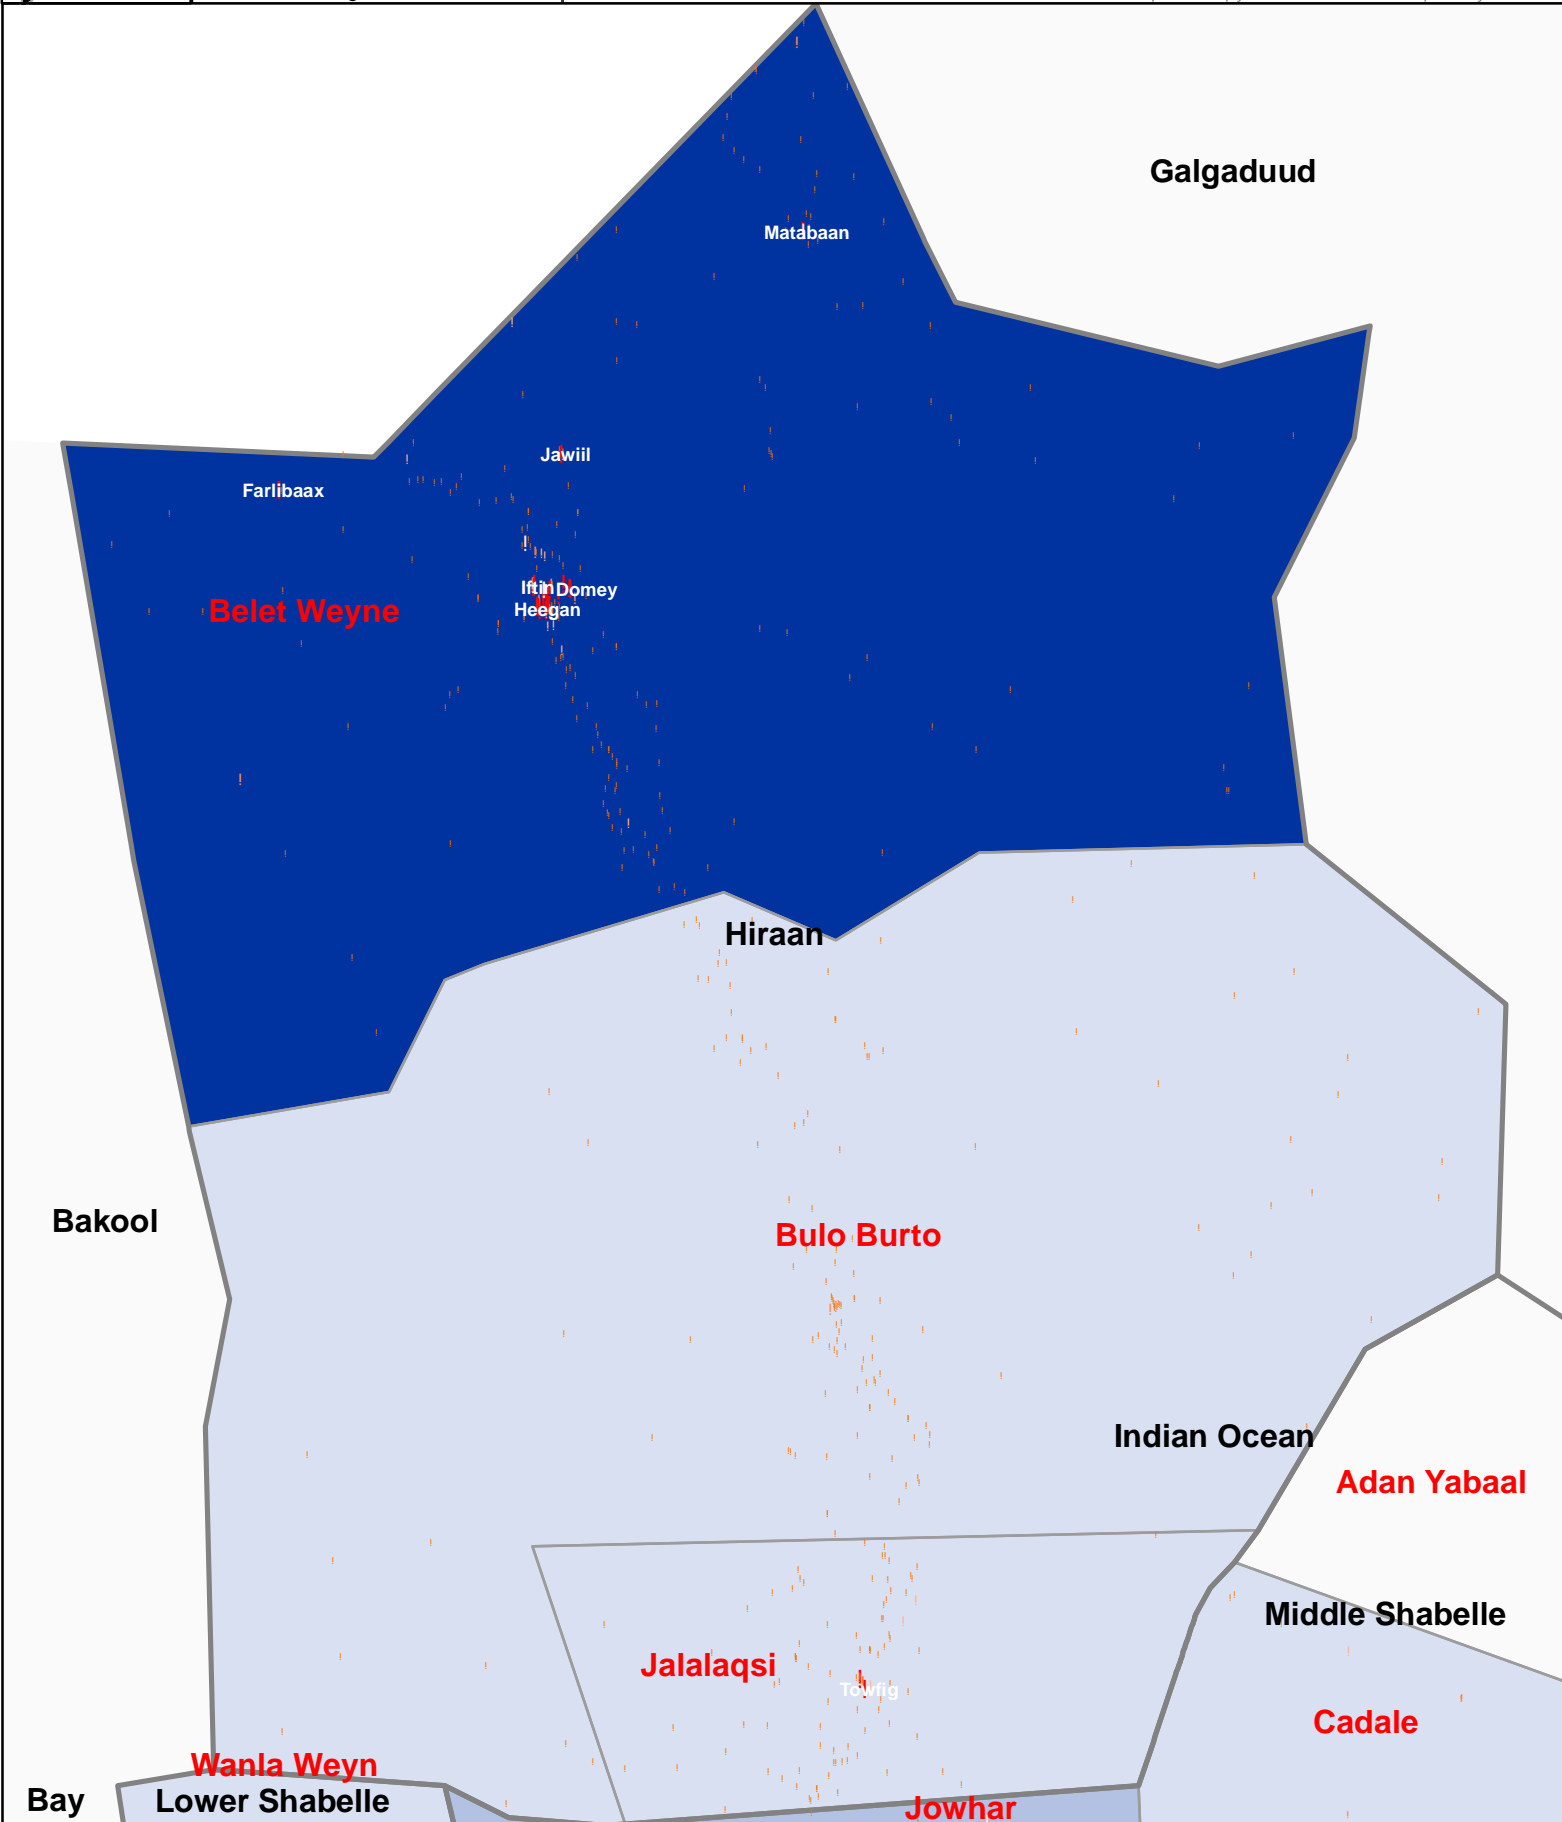 Galgaduud
Matabaan
Jawiil
Farlibaax
Iftin
Domey
Belet Weyne
Heegan
Hiraan
Bakool
Bulo Burto
Indian Ocean
Adan Yabaal
Middle Shabelle
Jalalaqsi
Towfig
Cadale
Wanla Weyn
Bay
Lower Shabelle
Jowhar